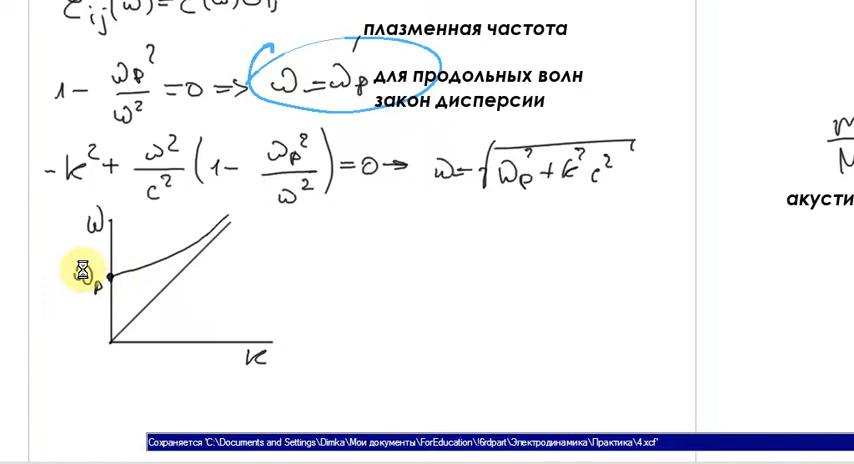 ε_ij(ω)=ε(ω)δ_ij
плазменная частота
1 - ω_p²/ω² = 0 => ω = ω_p
для продольных волн
закон дисперсии
-k² + ω²/c² (1 - ω_p²/ω²) = 0 → ω = √(ω_p² + k²c²)
m
M
акусти
ω
ω_p
k
Сохраняется 'C:\Documents and Settings\Dimka\Мои документы\ForEducation\!6rdpart\Электродинамика\Практика\4.xcf'